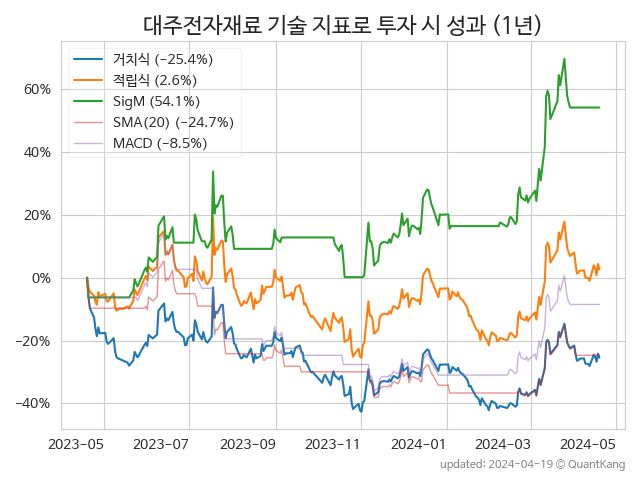 대주전자재료 기술 지표로 투자 시 성과 (1년)
거치식 (−25.4%)
적립식 (2.6%)
SigM (54.1%)
SMA(20) (−24.7%)
MACD (−8.5%)
60%
40%
20%
0%
−20%
−40%
2023-05 2023-07 2023-09 2023-11 2024-01 2024-03 2024-05
updated: 2024-04-19 © QuantKang